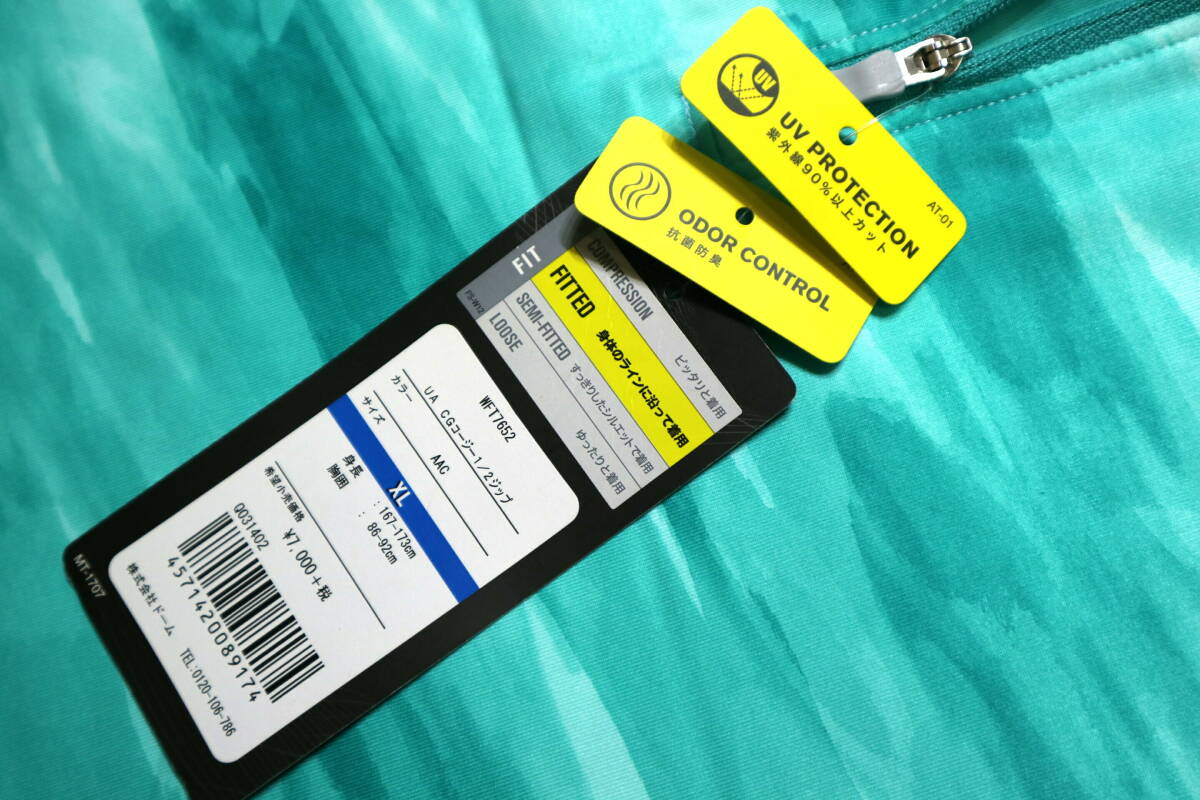 UV
UV PROTECTION
紫外線90%以上カット
AT-01
ODOR CONTROL
抗菌防臭
FIT
FS-W12
COMPRESSION
ピッタリと着用
FITTED
身体のラインに沿って着用
SEMI-FITTED
すっきりしたシルエットで着用
LOOSE
ゆったりと着用
WFT7652
UA CGコージー1/2ジップ
カラー
AAC
サイズ
XL
身長 : 167-173cm
胸囲 : 86-92cm
希望小売価格
¥7,000+税
Q031402
4571420089174
株式会社ドーム TEL:0120-106-786
MT-1707